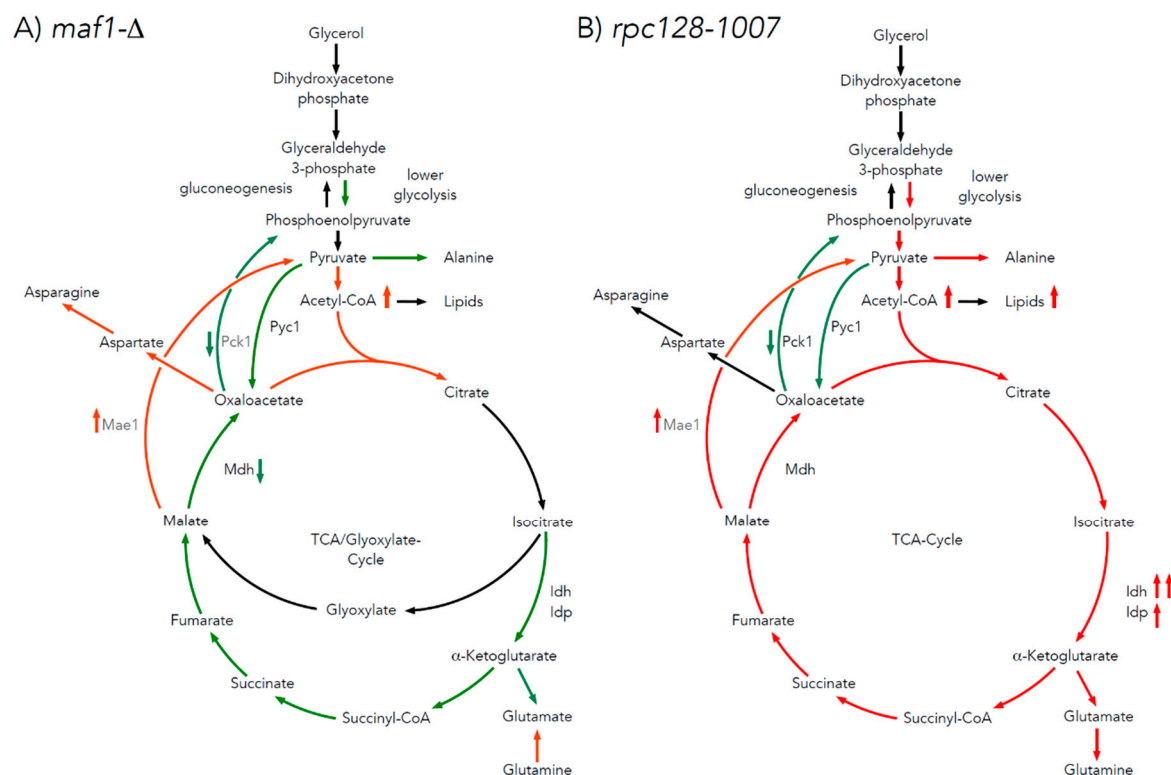 A) maf1-Δ
Glycerol
Dihydroxyacetone
phosphate
Glyceraldehyde
3-phosphate
gluconeogenesis
lower
glycolysis
Phosphoenolpyruvate
Pyruvate
Alanine
Asparagine
Acetyl-CoA
Lipids
Aspartate
Pck1
Pyc1
Oxaloacetate
Citrate
Mae1
Mdh
Malate
Isocitrate
TCA/Glyoxylate-
Cycle
Idh
Idp
Glyoxylate
Fumarate
α-Ketoglutarate
Succinate
Succinyl-CoA
Glutamate
Glutamine
B) rpc128-1007
Glycerol
Dihydroxyacetone
phosphate
Glyceraldehyde
3-phosphate
gluconeogenesis
lower
glycolysis
Phosphoenolpyruvate
Pyruvate
Alanine
Asparagine
Acetyl-CoA
Lipids
Aspartate
Pck1
Pyc1
Oxaloacetate
Citrate
Mae1
Mdh
Malate
Isocitrate
TCA-Cycle
Idh
Idp
Fumarate
α-Ketoglutarate
Succinate
Succinyl-CoA
Glutamate
Glutamine